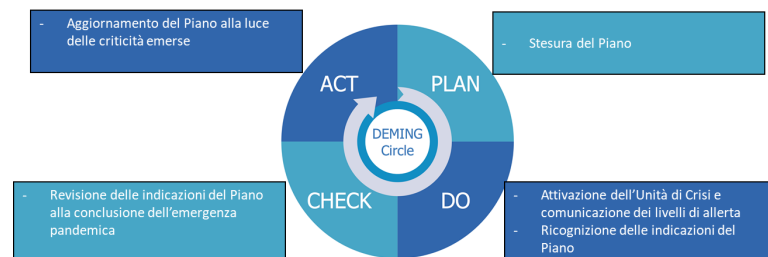 - Aggiornamento del Piano alla luce
delle criticità emerse
- Stesura del Piano
ACT
PLAN
DEMING
Circle
CHECK
DO
- Revisione delle indicazioni del Piano
alla conclusione dell'emergenza
pandemica
- Attivazione dell'Unità di Crisi e
comunicazione dei livelli di allerta
- Ricognizione delle indicazioni del
Piano